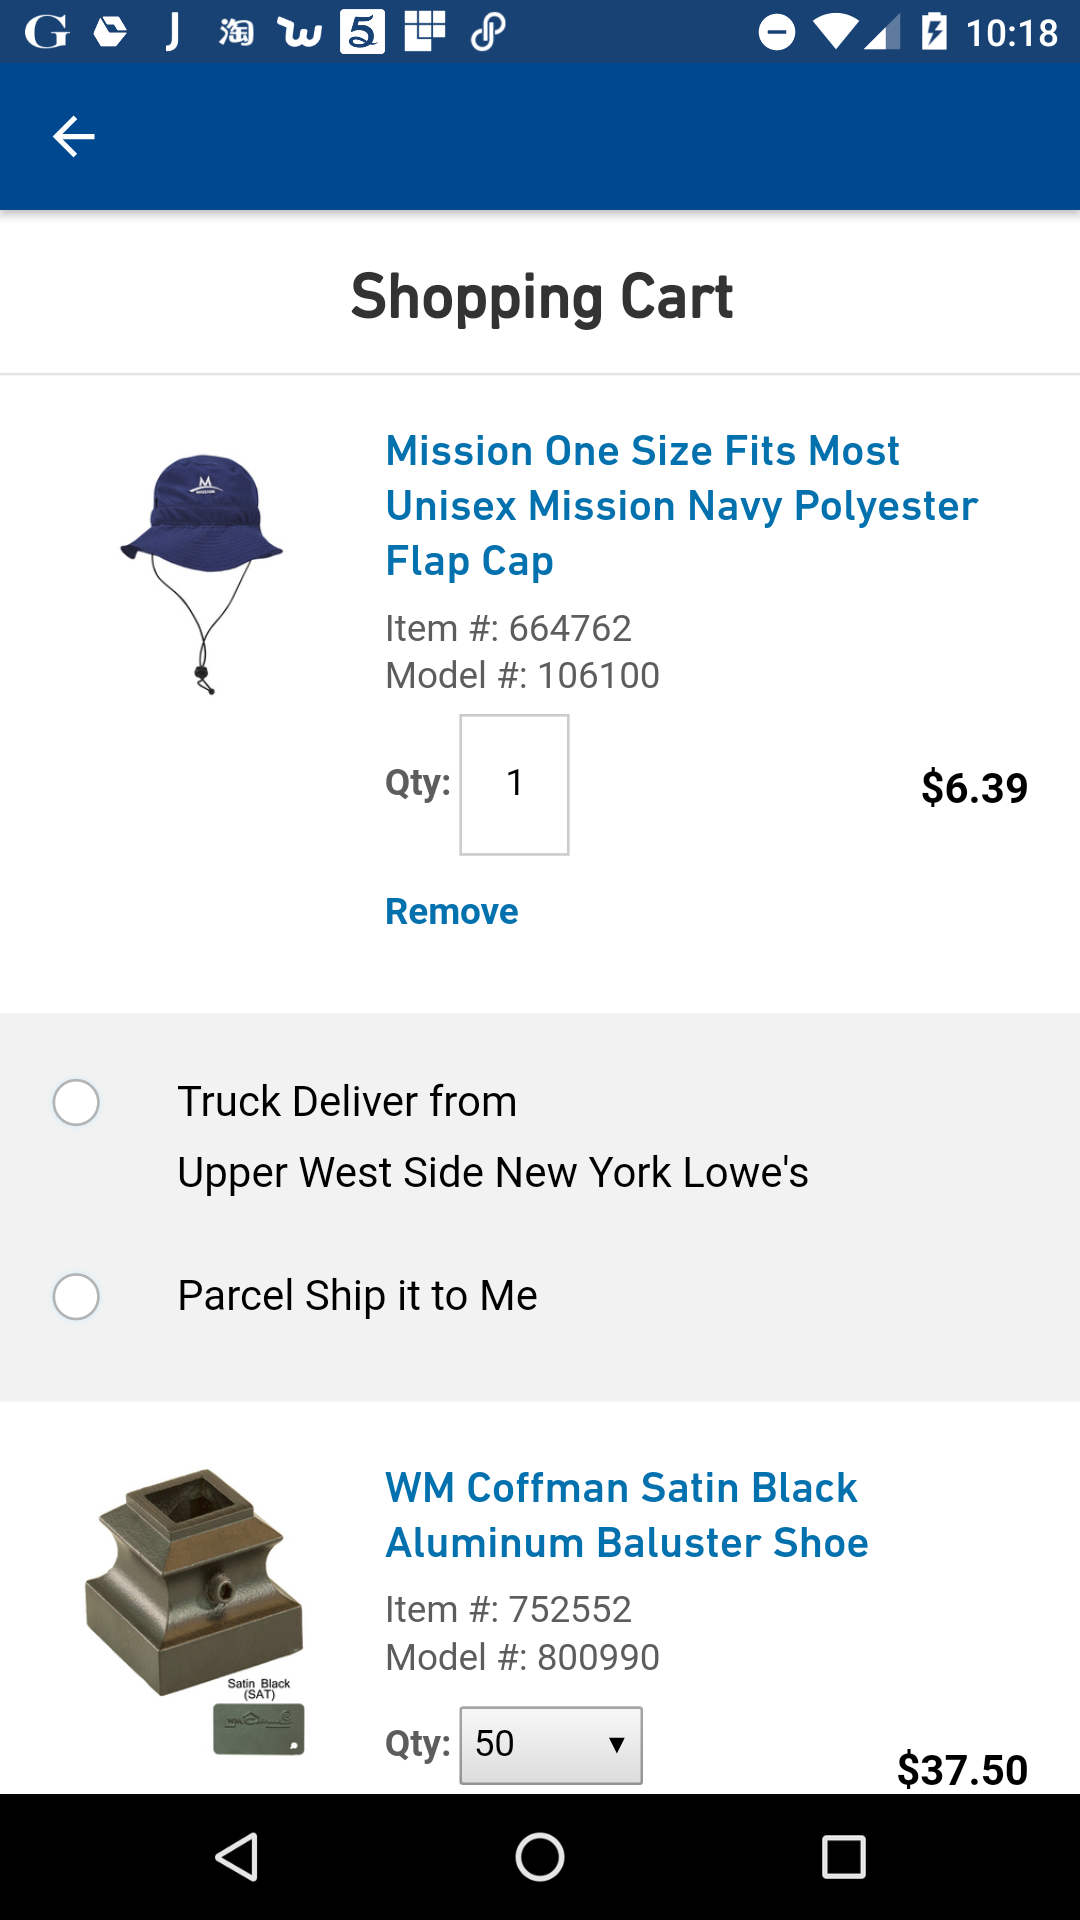 10:18
Shopping Cart
Mission One Size Fits Most
Unisex Mission Navy Polyester
Flap Cap
Item #: 664762
Model #: 106100
Qty: 1
$6.39
Remove
Truck Deliver from
Upper West Side New York Lowe's
Parcel Ship it to Me
WM Coffman Satin Black
Aluminum Baluster Shoe
Item #: 752552
Model #: 800990
Satin Black
(SAT)
Qty: 50
$37.50